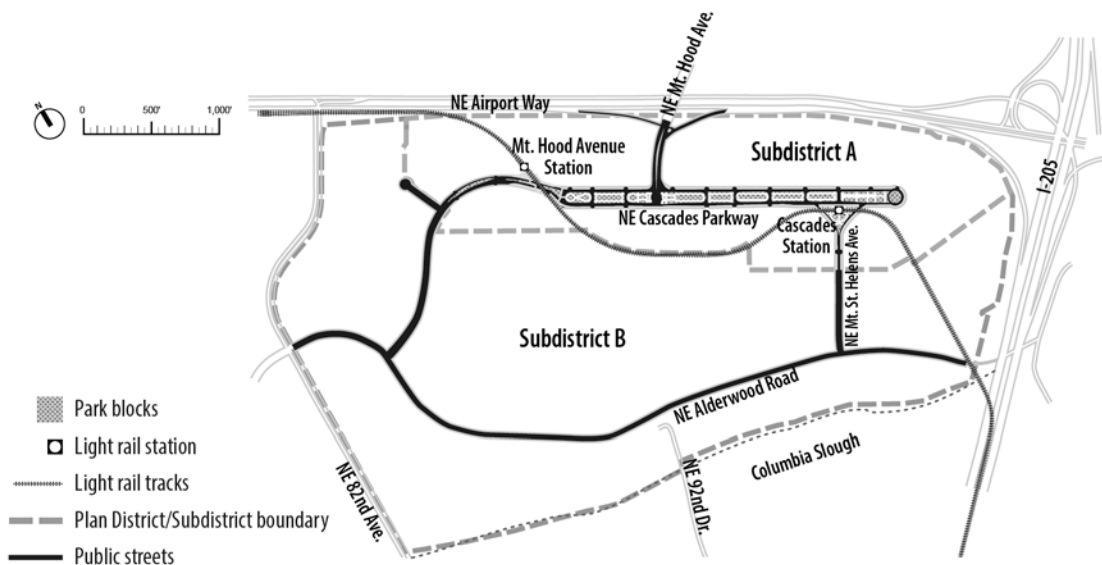 NE Mt. Hood Ave.
N
0 500' 1,000'
NE Airport Way
Mt. Hood Avenue
Station
Subdistrict A
I-205
NE Cascades Parkway
Cascades
Station
NE Mt. St. Helens Ave.
Subdistrict B
NE Alderwood Road
Columbia Slough
NE 82nd Ave.
NE 92nd Dr.
Park blocks
Light rail station
Light rail tracks
Plan District/Subdistrict boundary
Public streets